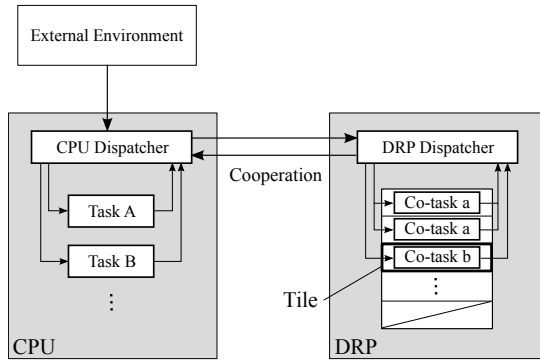 External Environment
CPU Dispatcher
Task A
Task B
⋮
CPU
Cooperation
DRP Dispatcher
Co-task a
Co-task a
Co-task b
⋮
Tile
DRP